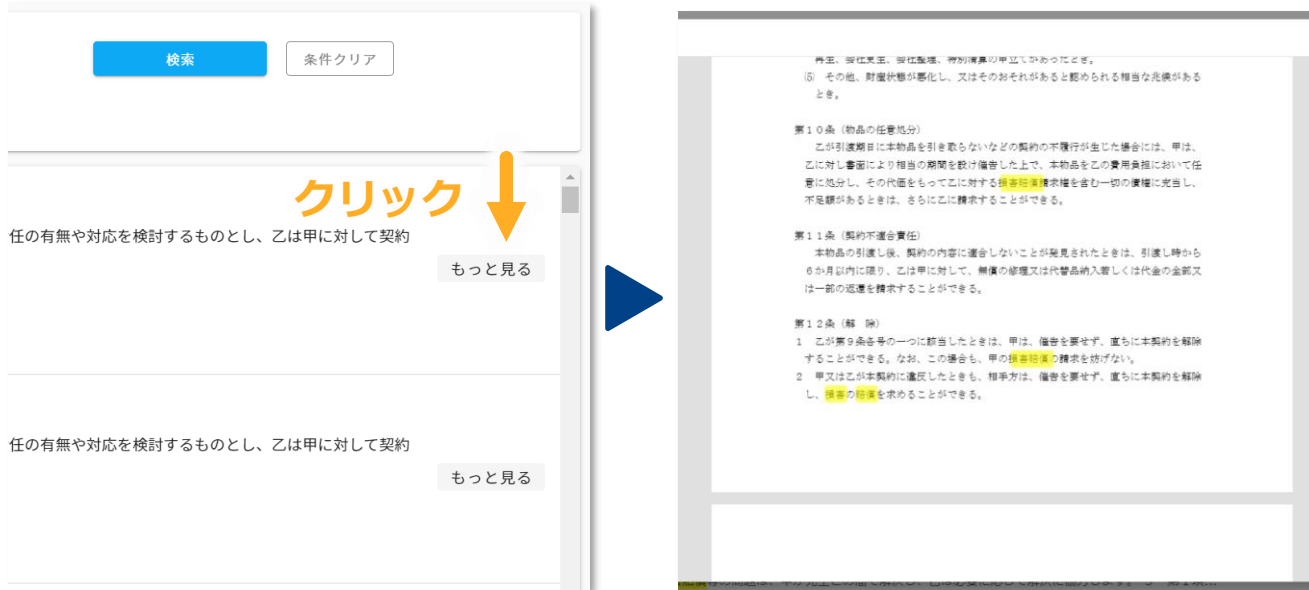 検索
条件クリア
クリック
任の有無や対応を検討するものとし、乙は甲に対して契約
もっと見る
任の有無や対応を検討するものとし、乙は甲に対して契約
もっと見る
再生、会社更生、会社整理、特別清算の申立てがあったとき。
(5) その他、財産状態が悪化し、又はそのおそれがあると認められる相当な兆候がある
とき。
第10条（物品の任意処分）
乙が引渡期日に本物品を引き取らないなどの契約の不履行が生じた場合には、甲は、
乙に対し書面により相当の期間を設け催告した上で、本物品を乙の費用負担において任
意に処分し、その代価をもって乙に対する損害賠償請求権を含む一切の債権に充当し、
不足額があるときは、さらに乙に請求することができる。
第11条（契約不適合責任）
本物品の引渡し後、契約の内容に適合しないことが発見されたときは、引渡し時から
6か月以内に限り、乙は甲に対して、無償の修理又は代替品納入若しくは代金の全部又
は一部の返還を請求することができる。
第12条（解　除）
1　乙が第9条各号の一つに該当したときは、甲は、催告を要せず、直ちに本契約を解除
することができる。なお、この場合も、甲の損害賠償の請求を妨げない。
2　甲又は乙が本契約に違反したときも、相手方は、催告を要せず、直ちに本契約を解除
し、損害の賠償を求めることができる。